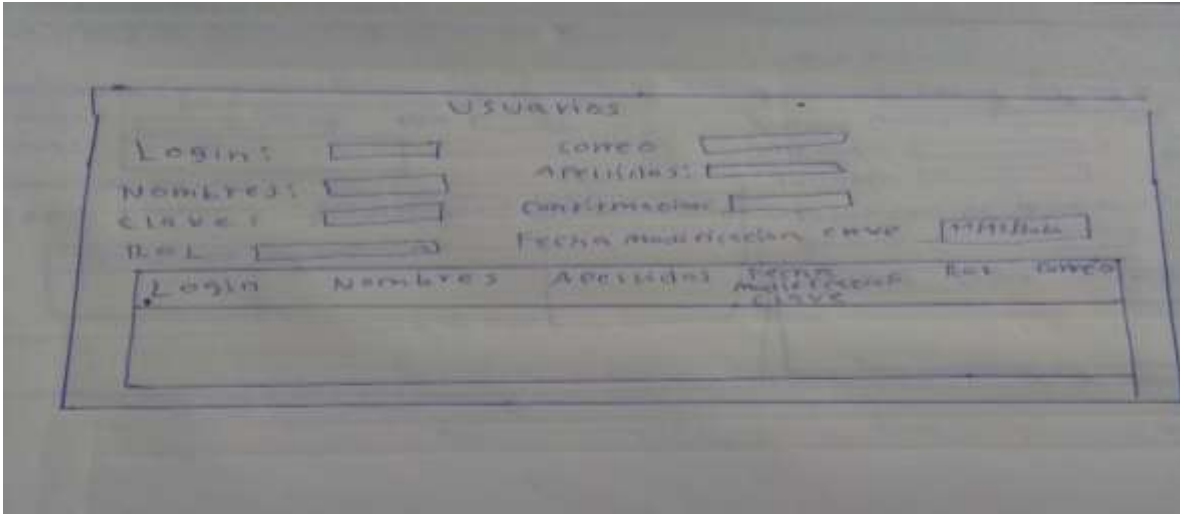 Usuarios
Login: correo
Nombres: Apellidos:
Clave: Confirmacion
ROL Fecha modificacion clave
Login Nombres Apellidos Fecha modificacion clave Rol correo